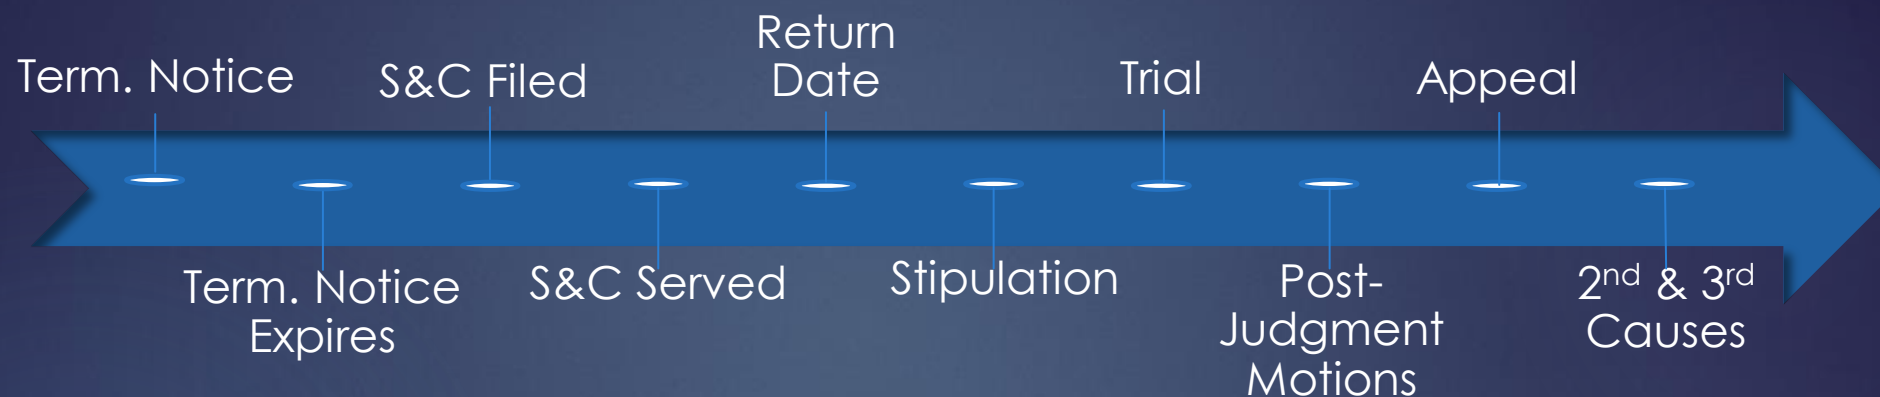 Term. Notice
Term. Notice
Expires
S&C Filed
S&C Served
Return
Date
Stipulation
Trial
Post-
Judgment
Motions
Appeal
2nd & 3rd
Causes